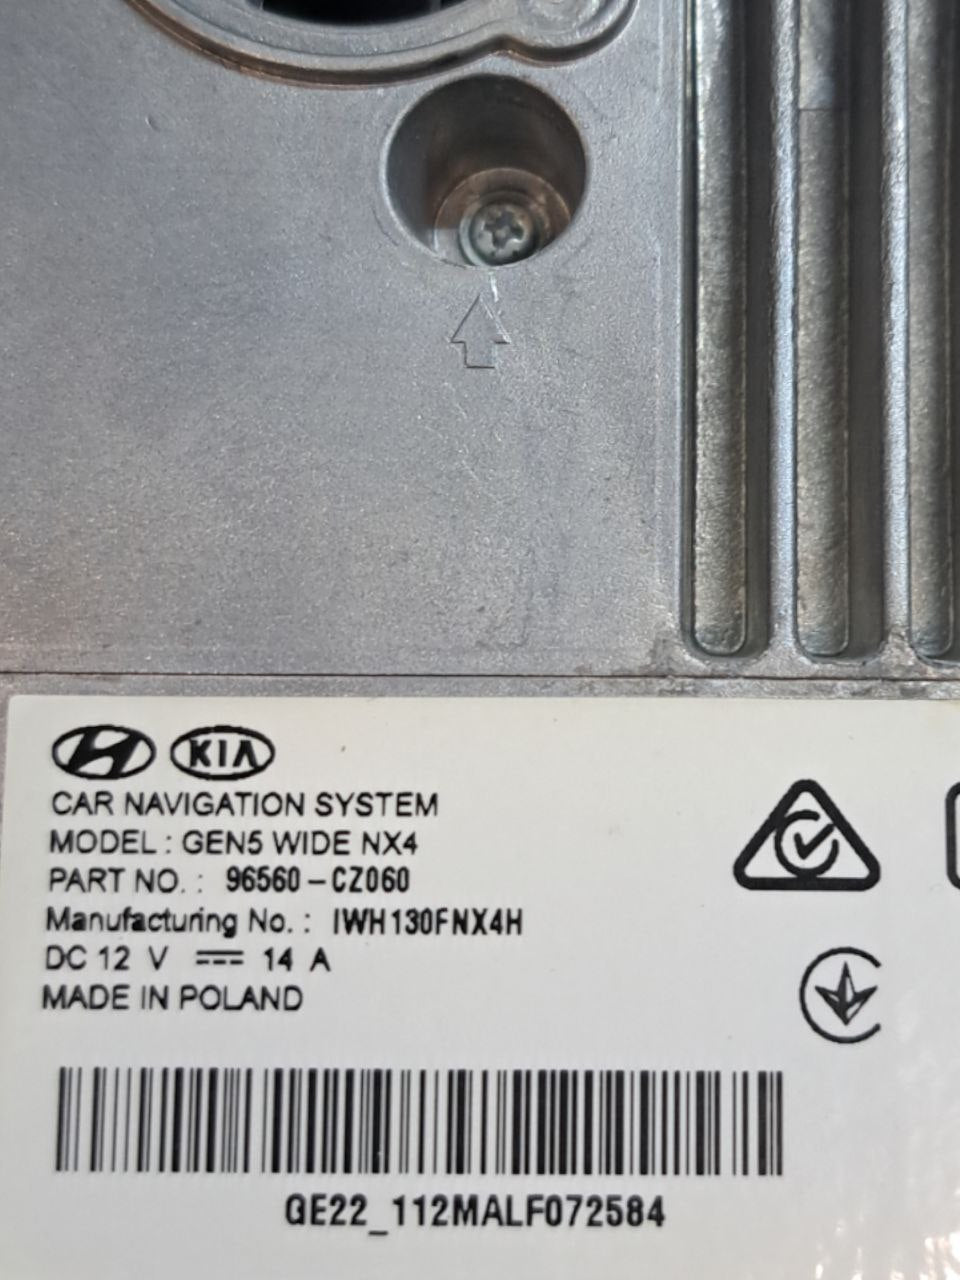 KIA
CAR NAVIGATION SYSTEM
MODEL : GEN5 WIDE NX4
PART NO. : 96560-CZ060
Manufacturing No. : IWH130FNX4H
DC 12 V ⎓ 14 A
MADE IN POLAND
GE22_112MALF072584